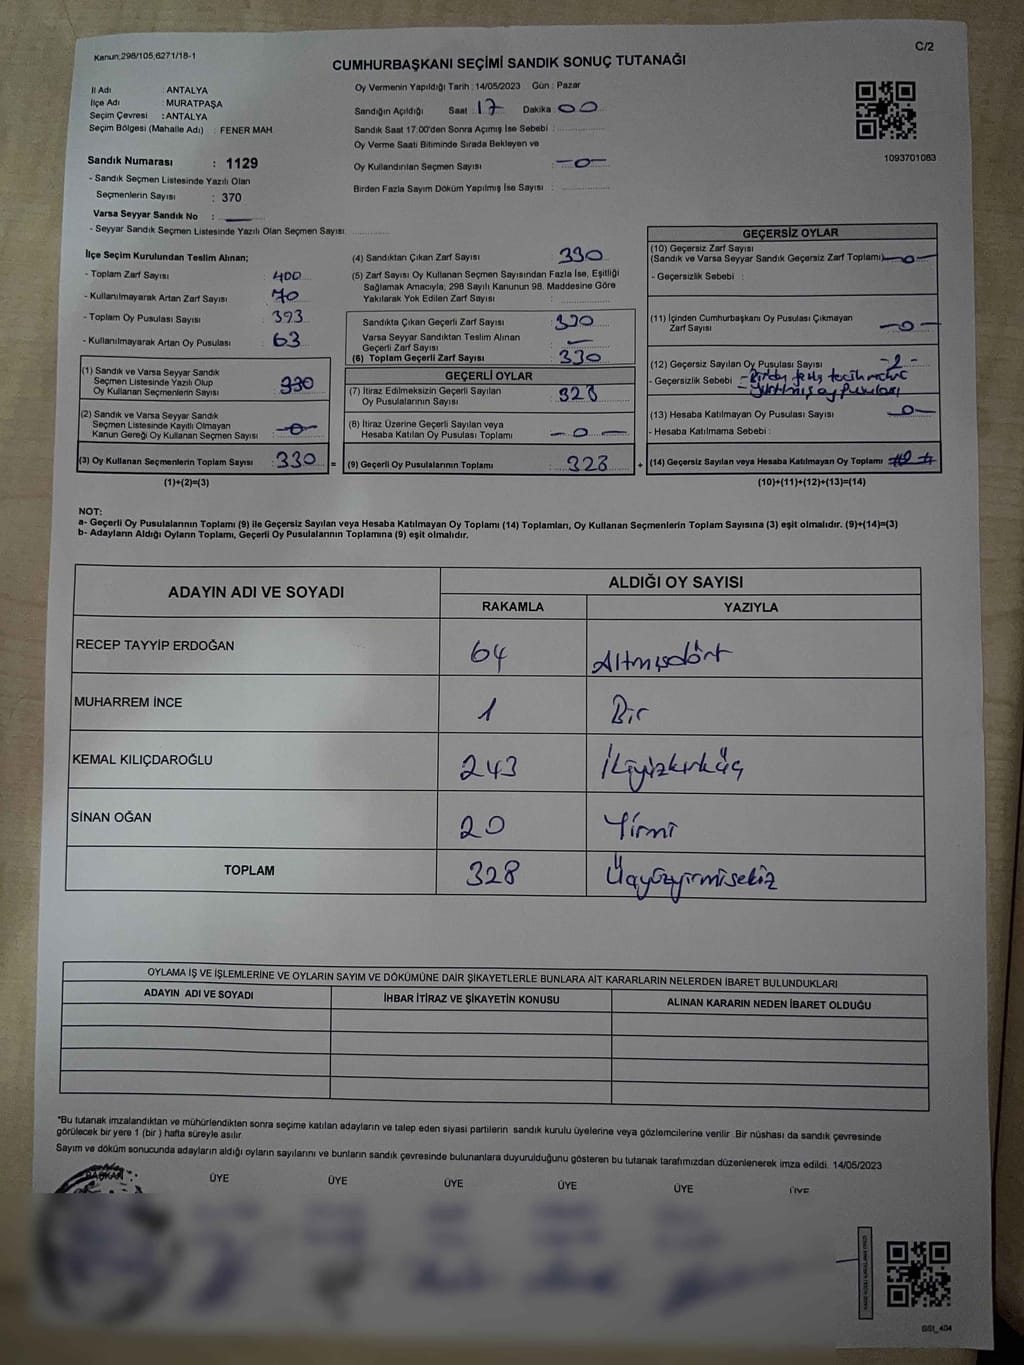 Kanun:298/105,6271/18-1
C/2
CUMHURBAŞKANI SEÇİMİ SANDIK SONUÇ TUTANAĞI
İl Adı : ANTALYA
İlçe Adı : MURATPAŞA
Seçim Çevresi : ANTALYA
Seçim Bölgesi (Mahalle Adı) : FENER MAH.
Sandık Numarası : 1129
- Sandık Seçmen Listesinde Yazılı Olan
Seçmenlerin Sayısı : 370
Varsa Seyyar Sandık No :
- Seyyar Sandık Seçmen Listesinde Yazılı Olan Seçmen Sayısı:
Oy Vermenin Yapıldığı Tarih : 14/05/2023 Gün : Pazar
Sandığın Açıldığı Saat : 17 Dakika : 00
Sandık Saat 17:00'den Sonra Açımış İse Sebebi :
Oy Verme Saati Bitiminde Sırada Bekleyen ve
Oy Kullandırılan Seçmen Sayısı : -0-
Birden Fazla Sayım Döküm Yapılmış İse Sayısı :
1093701083
İlçe Seçim Kurulundan Teslim Alınan;
- Toplam Zarf Sayısı : 400
- Kullanılmayarak Artan Zarf Sayısı : 70
- Toplam Oy Pusulası Sayısı : 393
- Kullanılmayarak Artan Oy Pusulası : 63
(1) Sandık ve Varsa Seyyar Sandık
Seçmen Listesinde Yazılı Olup
Oy Kullanan Seçmenlerin Sayısı : 330
(2) Sandık ve Varsa Seyyar Sandık
Seçmen Listesinde Kayıtlı Olmayan
Kanun Gereği Oy Kullanan Seçmen Sayısı : -0-
(3) Oy Kullanan Seçmenlerin Toplam Sayısı : 330 =
(1)+(2)=(3)
(4) Sandıktan Çıkan Zarf Sayısı : 330
(5) Zarf Sayısı Oy Kullanan Seçmen Sayısından Fazla İse, Eşitliği
Sağlamak Amacıyla; 298 Sayılı Kanunun 98. Maddesine Göre
Yakılarak Yok Edilen Zarf Sayısı :
Sandıkta Çıkan Geçerli Zarf Sayısı : 330
Varsa Seyyar Sandıktan Teslim Alınan
Geçerli Zarf Sayısı : -
(6) Toplam Geçerli Zarf Sayısı : 330
GEÇERLİ OYLAR
(7) İtiraz Edilmeksizin Geçerli Sayılan
Oy Pusulalarının Sayısı : 328
(8) İtiraz Üzerine Geçerli Sayılan veya
Hesaba Katılan Oy Pusulası Toplamı : -0-
(9) Geçerli Oy Pusulalarının Toplamı : 328 +
GEÇERSİZ OYLAR
(10) Geçersiz Zarf Sayısı
(Sandık ve Varsa Seyyar Sandık Geçersiz Zarf Toplamı) -0-
- Geçersizlik Sebebi :
(11) İçinden Cumhurbaşkanı Oy Pusulası Çıkmayan
Zarf Sayısı -0-
(12) Geçersiz Sayılan Oy Pusulası Sayısı -2-
- Geçersizlik Sebebi - Birden fazla tercih
- Yırtılmış oy pusulası
(13) Hesaba Katılmayan Oy Pusulası Sayısı -0-
- Hesaba Katılmama Sebebi :
(14) Geçersiz Sayılan veya Hesaba Katılmayan Oy Toplamı #2#
(10)+(11)+(12)+(13)=(14)
NOT:
a- Geçerli Oy Pusulalarının Toplamı (9) ile Geçersiz Sayılan veya Hesaba Katılmayan Oy Toplamı (14) Toplamları, Oy Kullanan Seçmenlerin Toplam Sayısına (3) eşit olmalıdır. (9)+(14)=(3)
b- Adayların Aldığı Oyların Toplamı, Geçerli Oy Pusulalarının Toplamına (9) eşit olmalıdır.
ADAYIN ADI VE SOYADI ALDIĞI OY SAYISI
RAKAMLA YAZIYLA
RECEP TAYYİP ERDOĞAN 64 Altmışdört
MUHARREM İNCE 1 Bir
KEMAL KILIÇDAROĞLU 243 İkiyüzkırküç
SİNAN OĞAN 20 Yirmi
TOPLAM 328 Üçyüzyirmisekiz
OYLAMA İŞ VE İŞLEMLERİNE VE OYLARIN SAYIM VE DÖKÜMÜNE DAİR ŞİKAYETLERLE BUNLARA AİT KARARLARIN NELERDEN İBARET BULUNDUKLARI
ADAYIN ADI VE SOYADI İHBAR İTİRAZ VE ŞİKAYETİN KONUSU ALINAN KARARIN NEDEN İBARET OLDUĞU
*Bu tutanak imzalandıktan ve mühürlendikten sonra seçime katılan adayların ve talep eden siyasi partilerin sandık kurulu üyelerine veya gözlemcilerine verilir. Bir nüshası da sandık çevresinde
görülecek bir yere 1 (bir) hafta süreyle asılır.
Sayım ve döküm sonucunda adayların aldığı oyların sayılarını ve bunların sandık çevresinde bulunanlara duyurulduğunu gösteren bu tutanak tarafımızdan düzenlenerek imza edildi. 14/05/2023
BAŞKAN ÜYE ÜYE ÜYE ÜYE ÜYE ÜYE